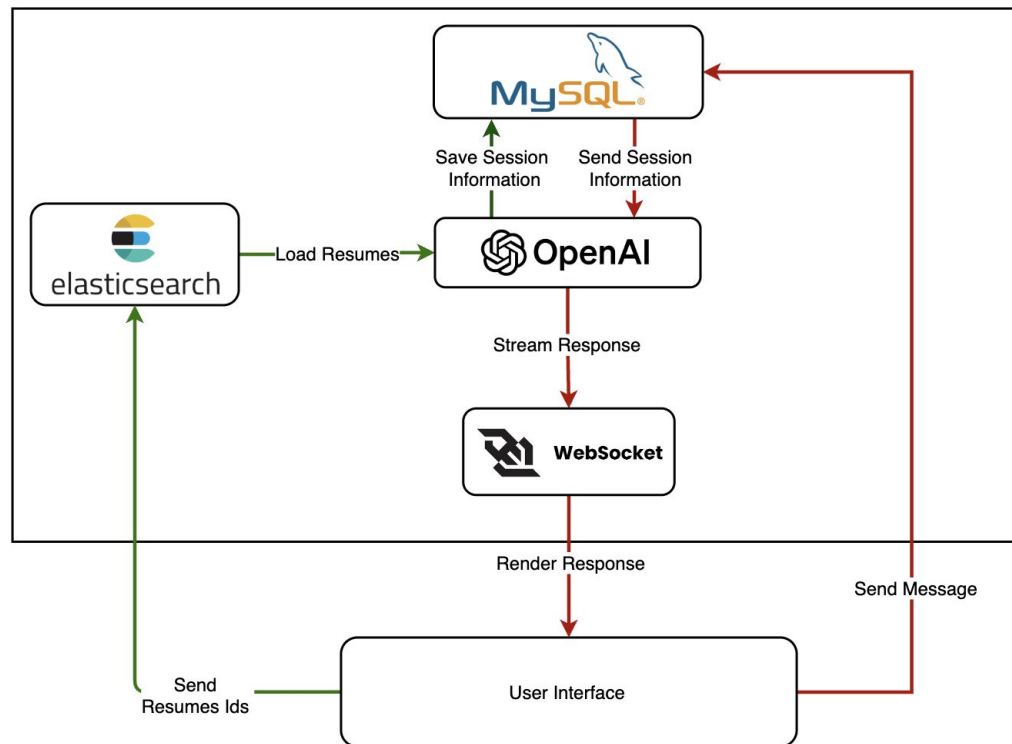 MySQL®
Save Session
Information
Send Session
Information
elasticsearch
Load Resumes
OpenAI
Stream Response
WebSocket
Render Response
Send Message
Send
Resumes Ids
User Interface